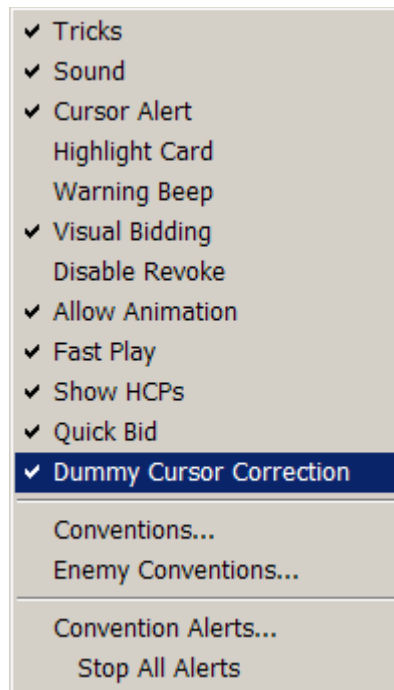 Tricks
Sound
Cursor Alert
Highlight Card
Warning Beep
Visual Bidding
Disable Revoke
Allow Animation
Fast Play
Show HCPs
Quick Bid
Dummy Cursor Correction
Conventions...
Enemy Conventions...
Convention Alerts...
Stop All Alerts